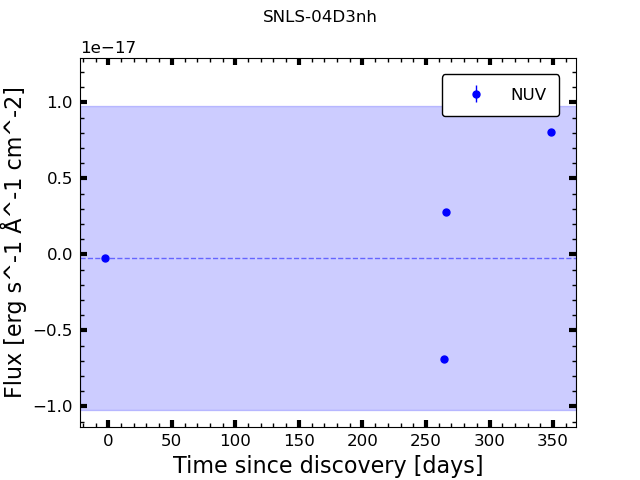 SNLS-04D3nh
1e−17
NUV
1.0
0.5
0.0
−0.5
−1.0
Flux [erg s^-1 Å^-1 cm^-2]
0 50 100 150 200 250 300 350
Time since discovery [days]